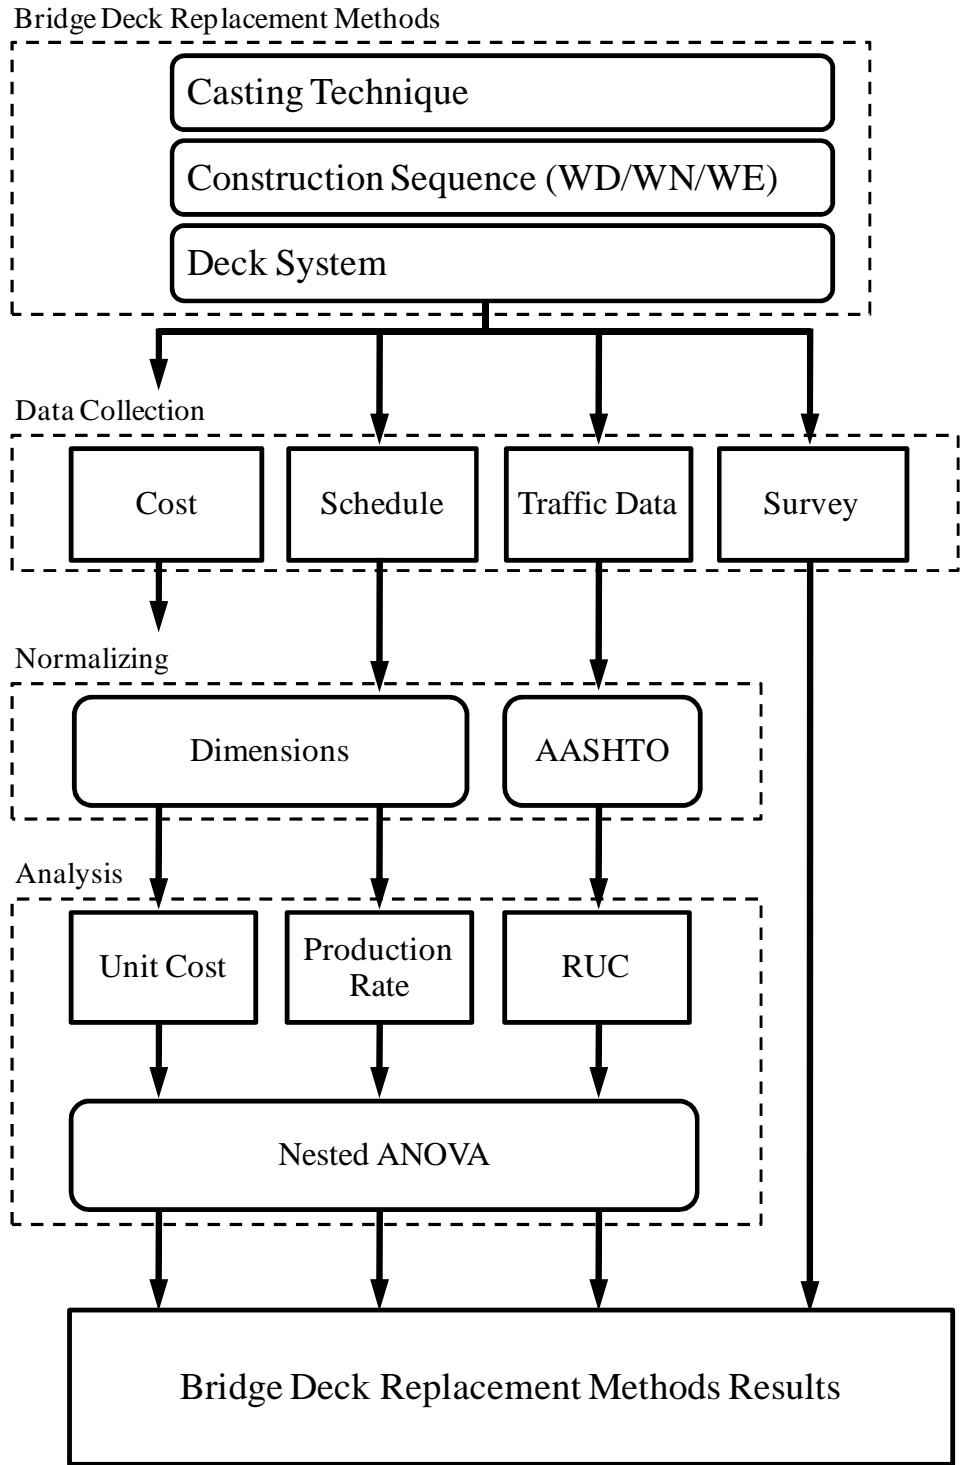 Bridge Deck Replacement Methods
Casting Technique
Construction Sequence (WD/WN/WE)
Deck System
Data Collection
Cost
Schedule
Traffic Data
Survey
Normalizing
Dimensions
AASHTO
Analysis
Unit Cost
Production
Rate
RUC
Nested ANOVA
Bridge Deck Replacement Methods Results